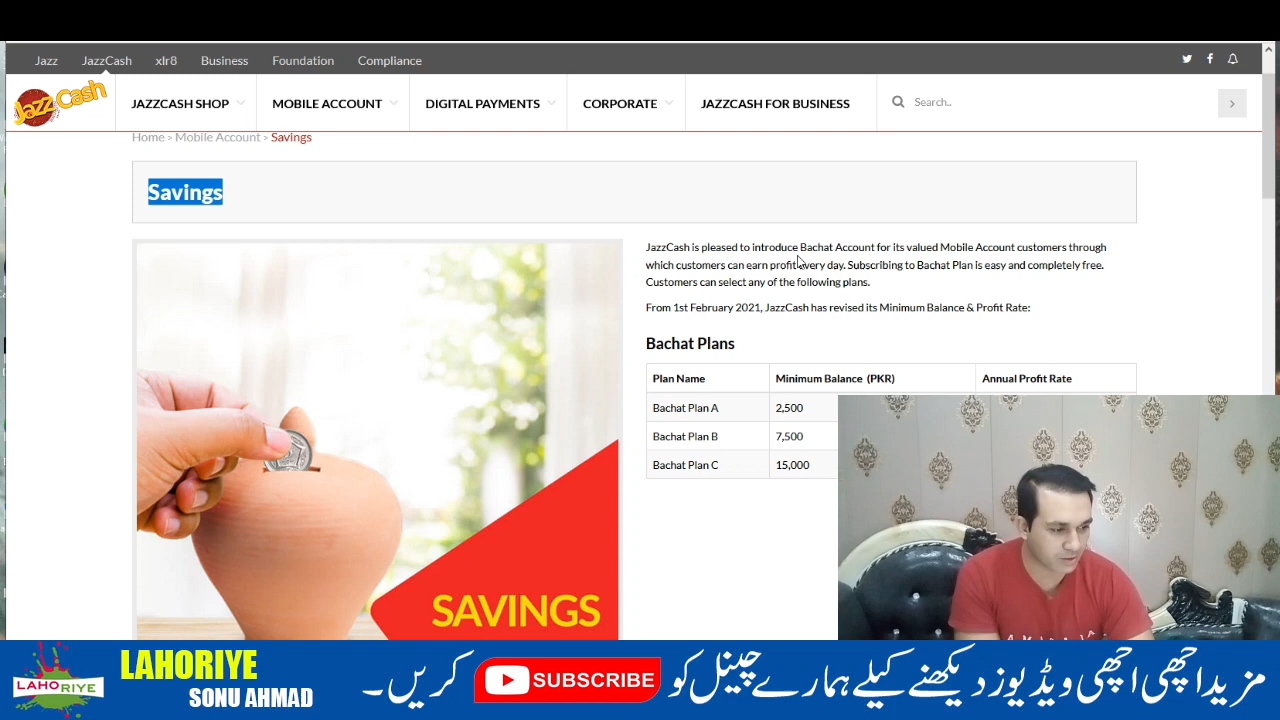 Jazz JazzCash xlr8 Business Foundation Compliance
JazzCash JAZZCASH SHOP MOBILE ACCOUNT DIGITAL PAYMENTS CORPORATE JAZZCASH FOR BUSINESS Search..
Home > Mobile Account > Savings
Savings
JazzCash is pleased to introduce Bachat Account for its valued Mobile Account customers through
which customers can earn profit every day. Subscribing to Bachat Plan is easy and completely free.
Customers can select any of the following plans.
From 1st February 2021, JazzCash has revised its Minimum Balance & Profit Rate:
Bachat Plans
Plan Name Minimum Balance (PKR) Annual Profit Rate
Bachat Plan A 2,500
Bachat Plan B 7,500
Bachat Plan C 15,000
SAVINGS
LAHORIYE
LAHORIYE
SONU AHMAD
مزید اچھی اچھی ویڈیوز دیکھنے کیلے ہمارے چینل کو SUBSCRIBE کریں۔